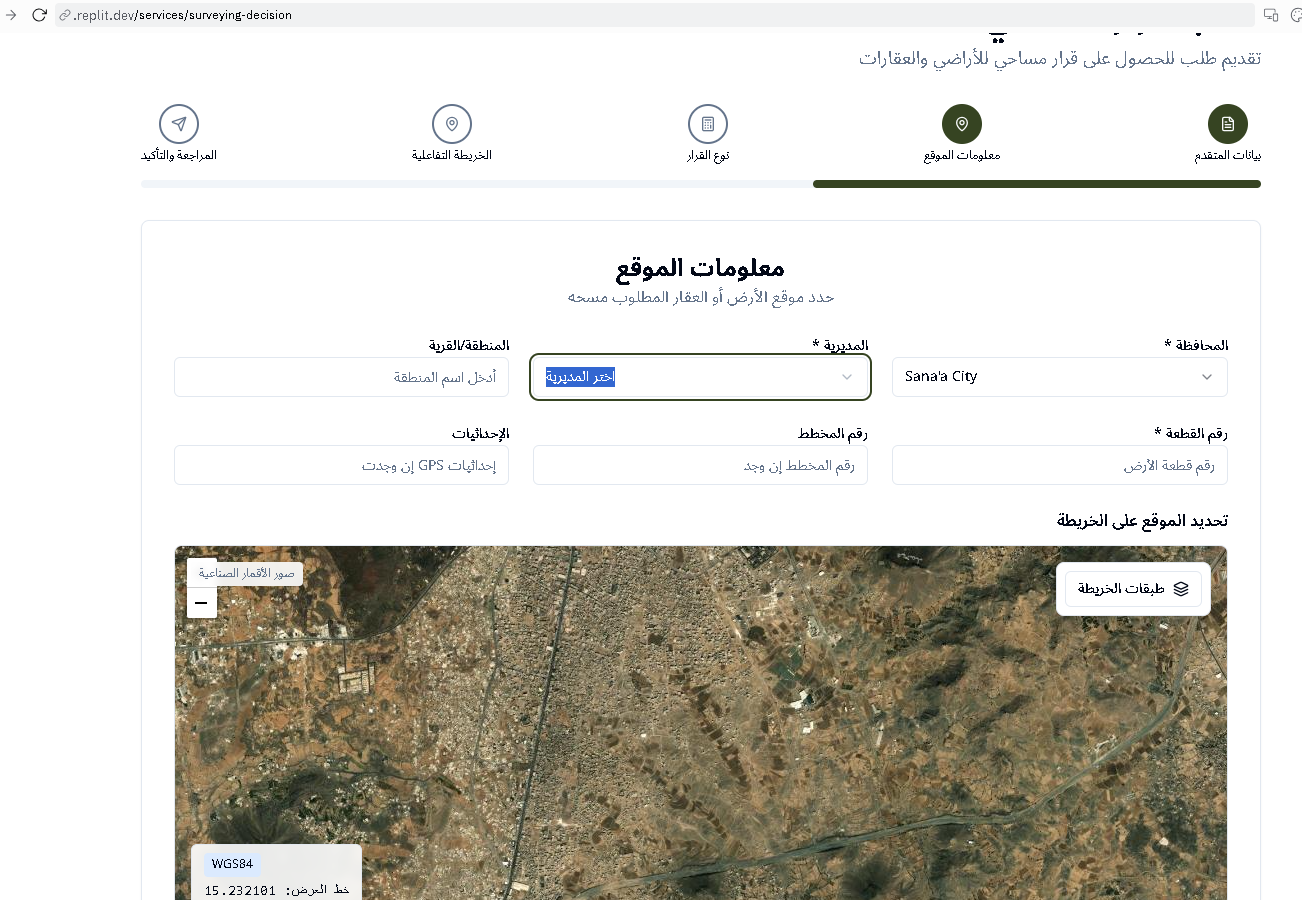 .replit.dev/services/surveying-decision
تقديم طلب للحصول على قرار مساحي للأراضي والعقارات
بيانات المتقدم
معلومات الموقع
نوع القرار
الخريطة التفاعلية
المراجعة والتأكيد
معلومات الموقع
حدد موقع الأرض أو العقار المطلوب مسحه
المحافظة *
المديرية *
المنطقة/القرية
Sana'a City
اختر المديرية
أدخل اسم المنطقة
رقم القطعة *
رقم المخطط
الإحداثيات
رقم قطعة الأرض
رقم المخطط إن وجد
إحداثيات GPS إن وجدت
تحديد الموقع على الخريطة
طبقات الخريطة
صور الأقمار الصناعية
−
WGS84
خط العرض: 15.232101